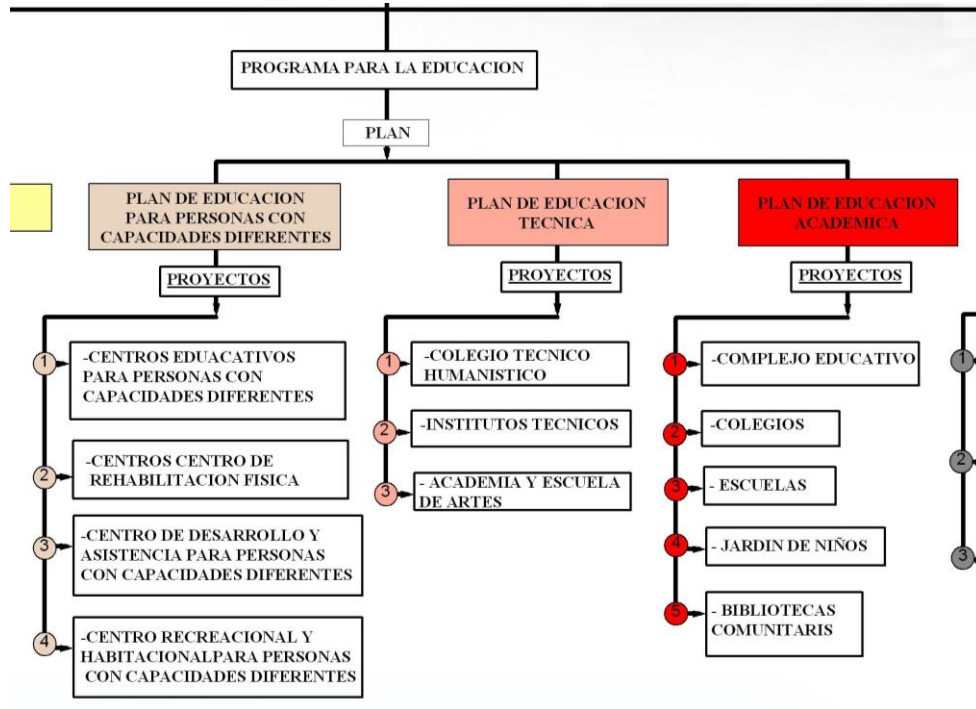 PROGRAMA PARA LA EDUCACION
PLAN
PLAN DE EDUCACION
PARA PERSONAS CON
CAPACIDADES DIFERENTES
PROYECTOS
1
-CENTROS EDUACATIVOS
PARA PERSONAS CON
CAPACIDADES DIFERENTES
2
-CENTROS CENTRO DE
REHABILITACION FISICA
3
-CENTRO DE DESARROLLO Y
ASISTENCIA PARA PERSONAS
CON CAPACIDADES DIFERENTES
4
-CENTRO RECREACIONAL Y
HABITACIONALPARA PERSONAS
CON CAPACIDADES DIFERENTES
PLAN DE EDUCACION
TECNICA
PROYECTOS
1
-COLEGIO TECNICO
HUMANISTICO
2
-INSTITUTOS TECNICOS
3
- ACADEMIA Y ESCUELA
DE ARTES
PLAN DE EDUCACION
ACADEMICA
PROYECTOS
1
-COMPLEJO EDUCATIVO
2
-COLEGIOS
3
- ESCUELAS
4
- JARDIN DE NIÑOS
5
- BIBLIOTECAS
COMUNITARIS
1
2
3